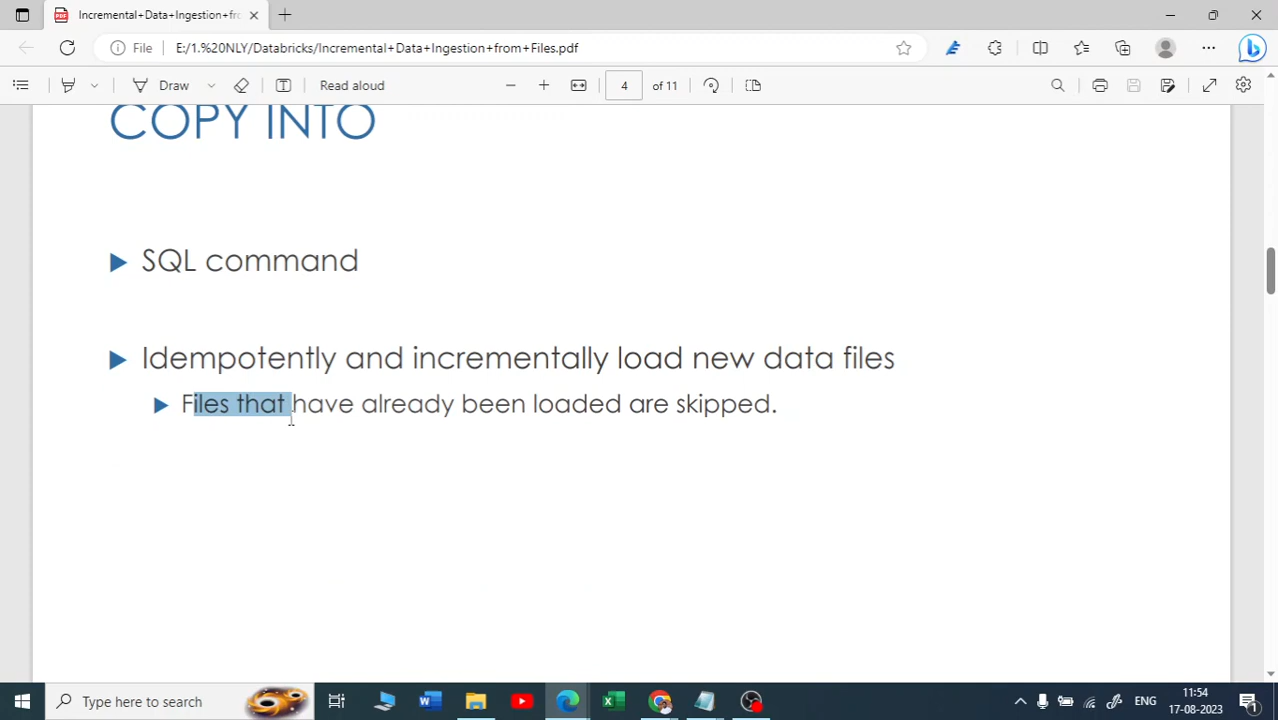 Incremental+Data+Ingestion+fro
File
E:/1.%20NLY/Databricks/Incremental+Data+Ingestion+from+Files.pdf
Draw
Read aloud
4
of 11
COPY INTO
SQL command
Idempotently and incrementally load new data files
Files that have already been loaded are skipped.
Type here to search
ENG
11:54
17-08-2023
1